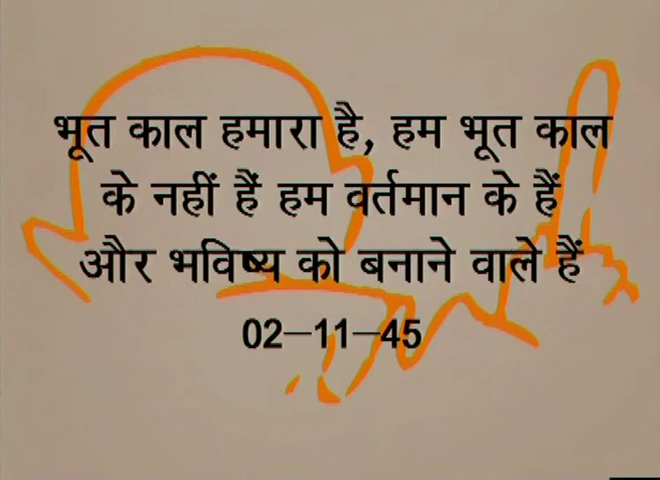 भूत काल हमारा है, हम भूत काल
के नहीं हैं हम वर्तमान के हैं
और भविष्य को बनाने वाले हैं
02–11–45